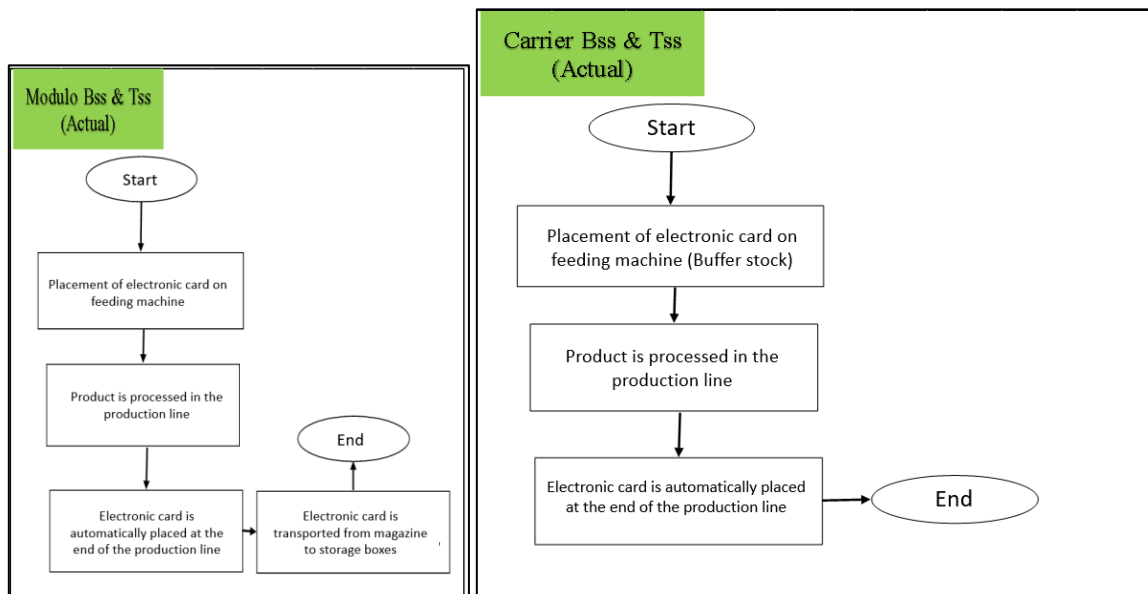 Modulo Bss & Tss
(Actual)
Start
Placement of electronic card on
feeding machine
Product is processed in the
production line
Electronic card is
automatically placed at the
end of the production line
Electronic card is
transported from magazine
to storage boxes
End
Carrier Bss & Tss
(Actual)
Start
Placement of electronic card on
feeding machine (Buffer stock)
Product is processed in the
production line
Electronic card is automatically placed
at the end of the production line
End